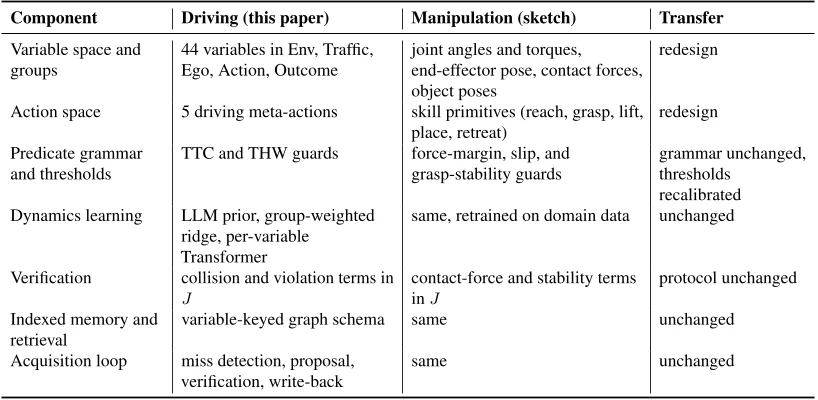 Component Driving (this paper) Manipulation (sketch) Transfer
Variable space and 44 variables in Env, Traffic, joint angles and torques, redesign
groups Ego, Action, Outcome end-effector pose, contact forces,
object poses
Action space 5 driving meta-actions skill primitives (reach, grasp, lift, redesign
place, retreat)
Predicate grammar TTC and THW guards force-margin, slip, and grammar unchanged,
and thresholds grasp-stability guards thresholds
recalibrated
Dynamics learning LLM prior, group-weighted same, retrained on domain data unchanged
ridge, per-variable
Transformer
Verification collision and violation terms in contact-force and stability terms protocol unchanged
J in J
Indexed memory and variable-keyed graph schema same unchanged
retrieval
Acquisition loop miss detection, proposal, same unchanged
verification, write-back